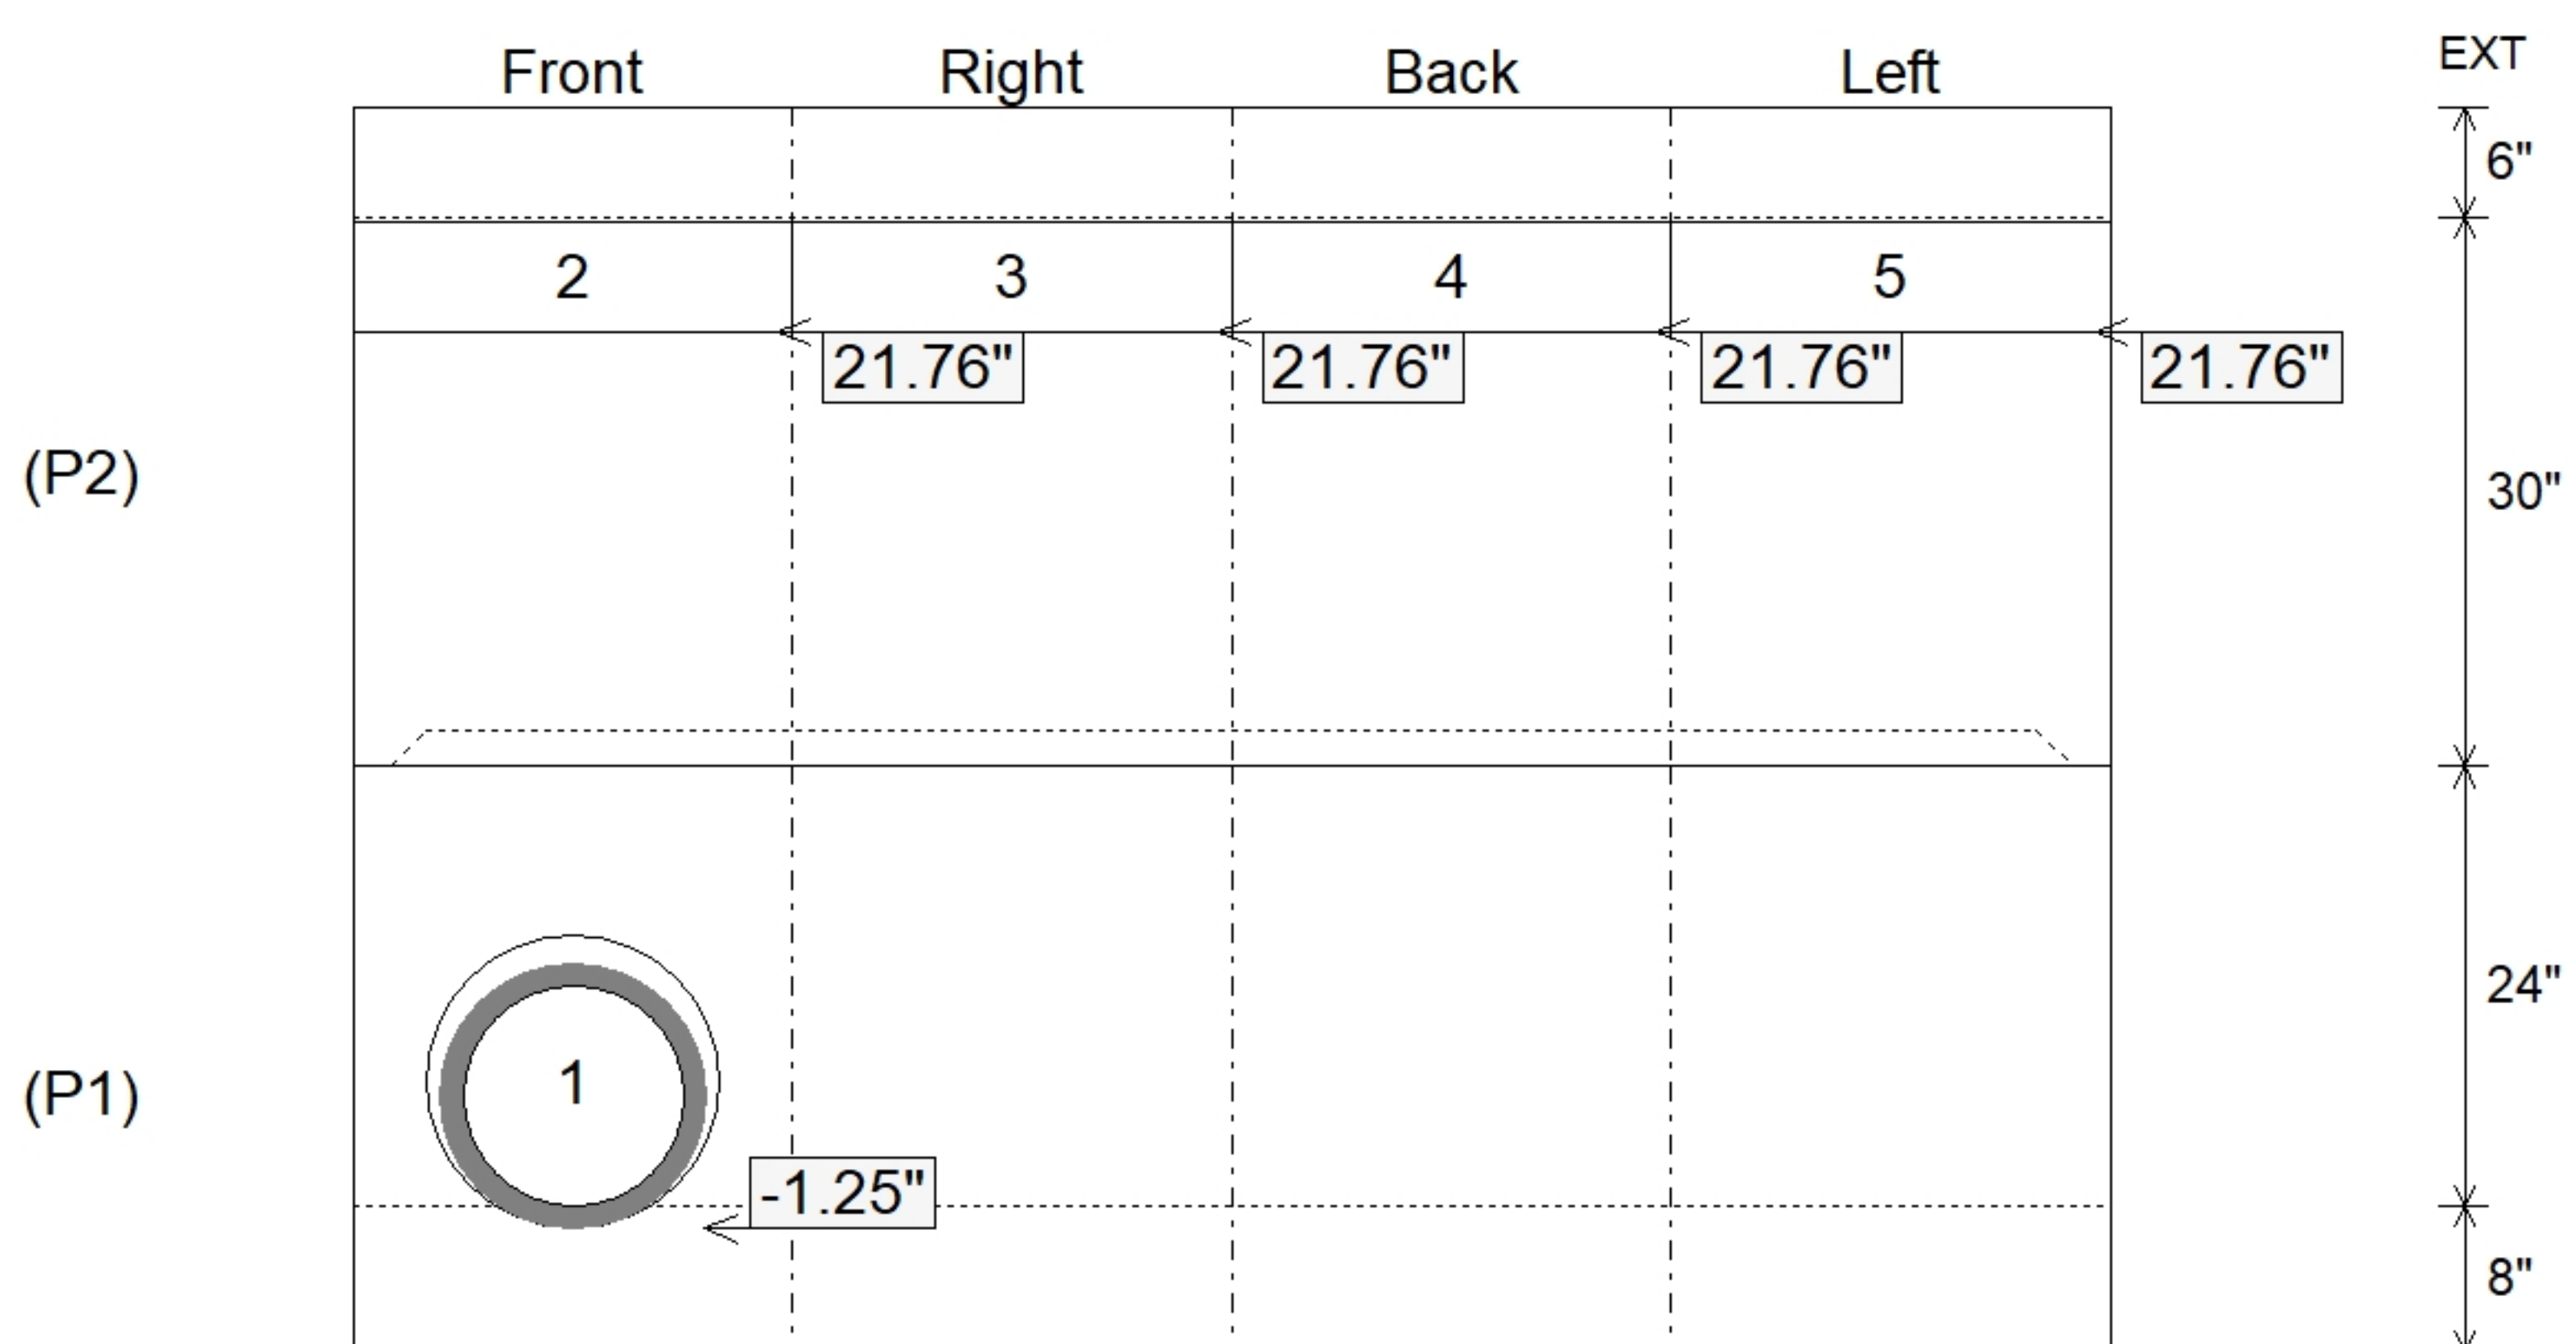 Front Right Back Left EXT
6"
2 3 4 5
21.76" 21.76" 21.76" 21.76"
(P2) 30"
24"
(P1) 1
-1.25"
8"